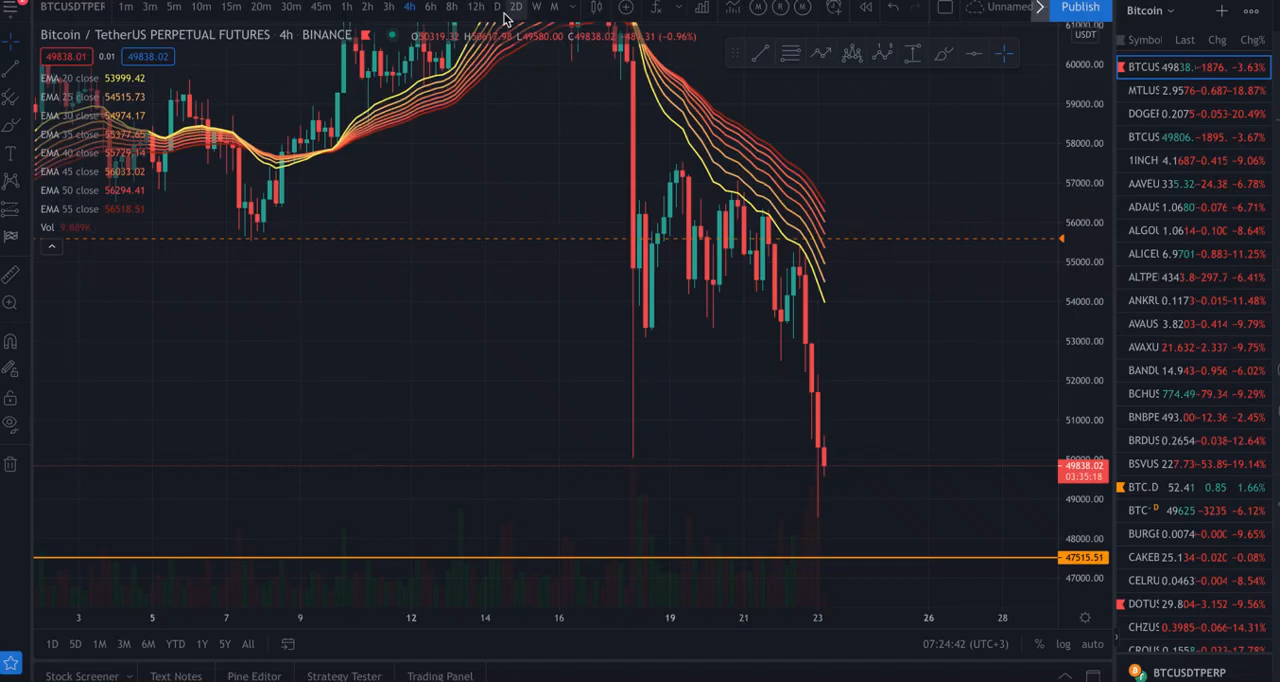 BTCUSDTPER 1m 3m 5m 10m 15m 20m 30m 45m 1h 2h 3h 4h 6h 8h 12h D 2D W M Unnamed Publish
Bitcoin / TetherUS PERPETUAL FUTURES · 4h · BINANCE L49580.00 (−0.96%)
49838.01 0.01 49838.02
EMA 20 close 53999.42
EMA 25 close 54515.73
EMA 30 close 54974.17
EMA 35 close 55377.65
EMA 40 close 55729.14
EMA 45 close 56033.02
EMA 50 close 56294.41
EMA 55 close 56518.51
Vol 9.889K
61000.00
USDT
60000.00
59000.00
58000.00
57000.00
56000.00
55000.00
54000.00
53000.00
52000.00
51000.00
50000.00
49838.02
03:35:18
49000.00
48000.00
47515.51
47000.00
3 5 7 9 12 14 16 19 21 23 26 28
1D 5D 1M 3M 6M YTD 1Y 5Y All 07:24:42 (UTC+3) % log auto
Stock Screener Text Notes Pine Editor Strategy Tester Trading Panel
Bitcoin
Symbol Last Chg Chg%
BTCUS 49838. −1876. −3.63%
MTLUS 2.9576 −0.687 −18.87%
DOGEF 0.2075 −0.053 −20.49%
BTCUS 49806. −1895. −3.67%
1INCH 4.1687 −0.415 −9.06%
AAVEU 335.32 −24.38 −6.78%
ADAUS 1.0680 −0.076 −6.71%
ALGOU 1.0614 −0.100 −8.64%
ALICEU 6.9701 −0.883 −11.25%
ALTPE 4343.8 −297.7 −6.41%
ANKRU 0.1173 −0.015 −11.48%
AVAUS 3.8203 −0.414 −9.79%
AVAXU 21.632 −2.337 −9.75%
BANDU 14.943 −0.956 −6.02%
BCHUS 774.49 −79.34 −9.29%
BNBPE 493.00 −12.36 −2.45%
BRDUS 0.2654 −0.038 −12.64%
BSVUS 227.73 −53.89 −19.14%
BTC.D 52.41 0.85 1.66%
BTC- D 49625 −3235 −6.12%
BURGE 0.0074 −0.000 −9.65%
CAKEB 25.134 −0.020 −0.08%
CELRU 0.0463 −0.004 −8.54%
DOTUS 29.804 −3.152 −9.56%
CHZUS 0.3985 −0.066 −14.31%
BTCUSDTPERP